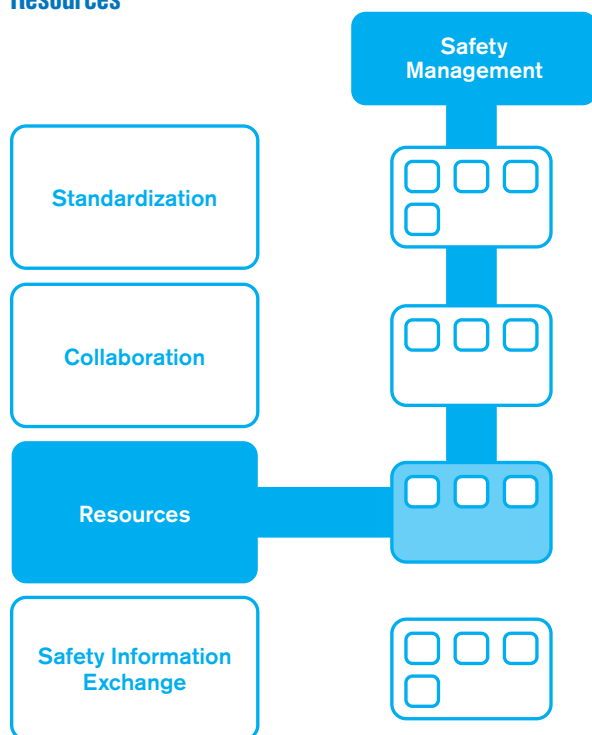 Resources
Safety
Management
Standardization
Collaboration
Resources
Safety Information
Exchange